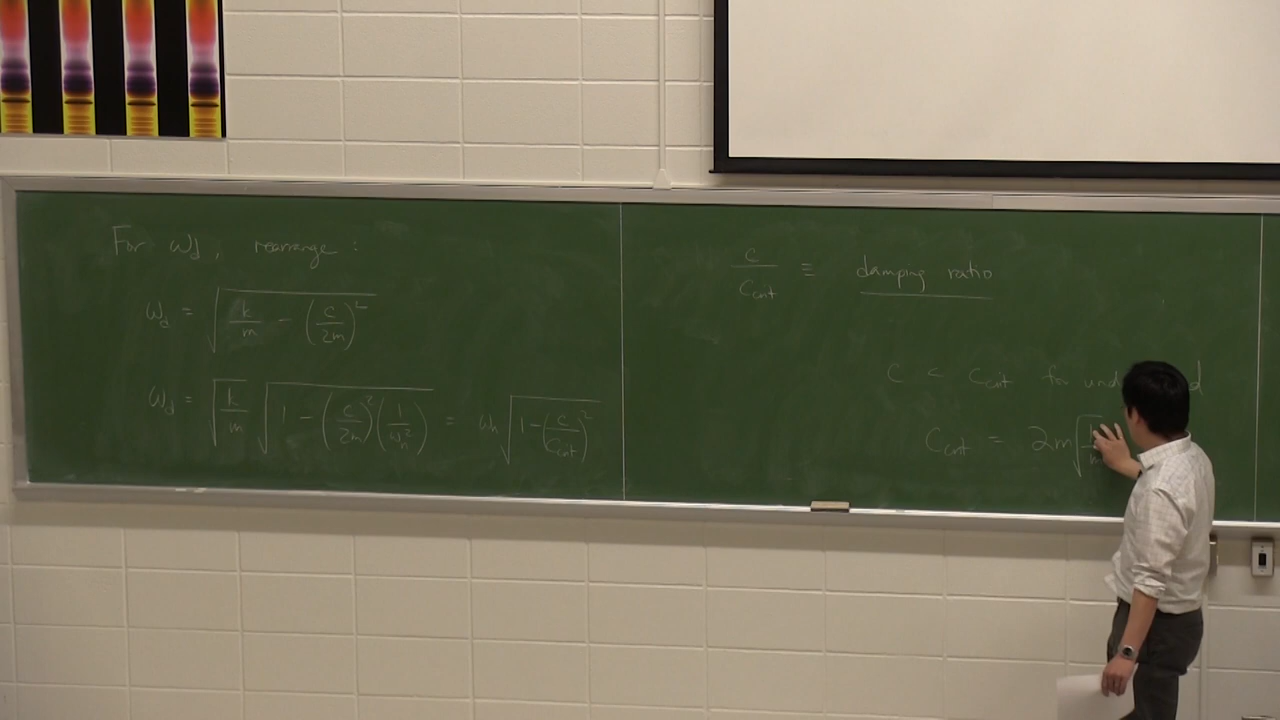 For ωd, rearrange :
ωd = √(k/m - (c/2m)²)
ωd = √(k/m) √(1 - (c/2m)²(1/ωn²)) = ωn √(1 - (c/Ccrit)²)
c/Ccrit ≡ damping ratio
C < Ccrit for
Ccrit = 2m √(k/m)